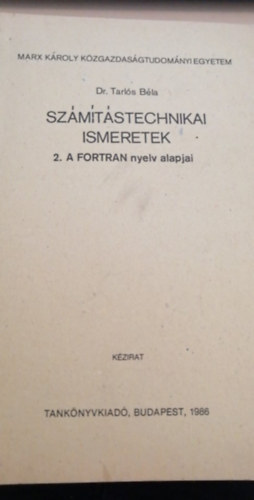 MARX KÁROLY KÖZGAZDASÁGTUDOMÁNYI EGYETEM
Dr. Tarlós Béla
SZÁMÍTÁSTECHNIKAI
ISMERETEK
2. A FORTRAN nyelv alapjai
KÉZIRAT
TANKÖNYVKIADÓ, BUDAPEST, 1986